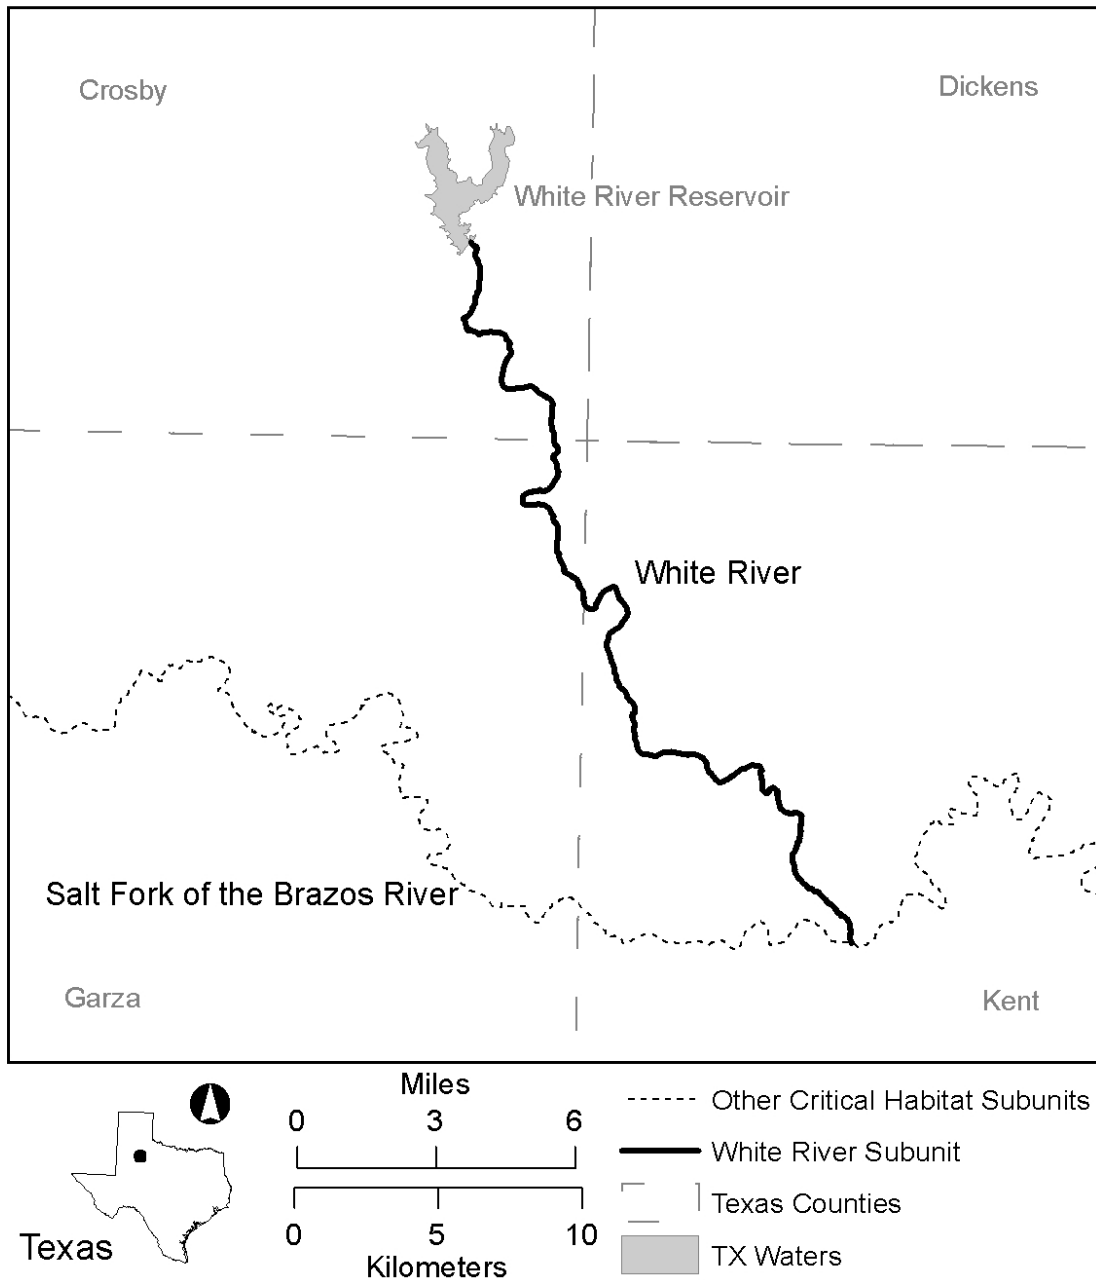 Crosby
Dickens
White River Reservoir
White River
Salt Fork of the Brazos River
Garza
Kent
Miles
0 3 6
0 5 10
Kilometers
Texas
Other Critical Habitat Subunits
White River Subunit
Texas Counties
TX Waters